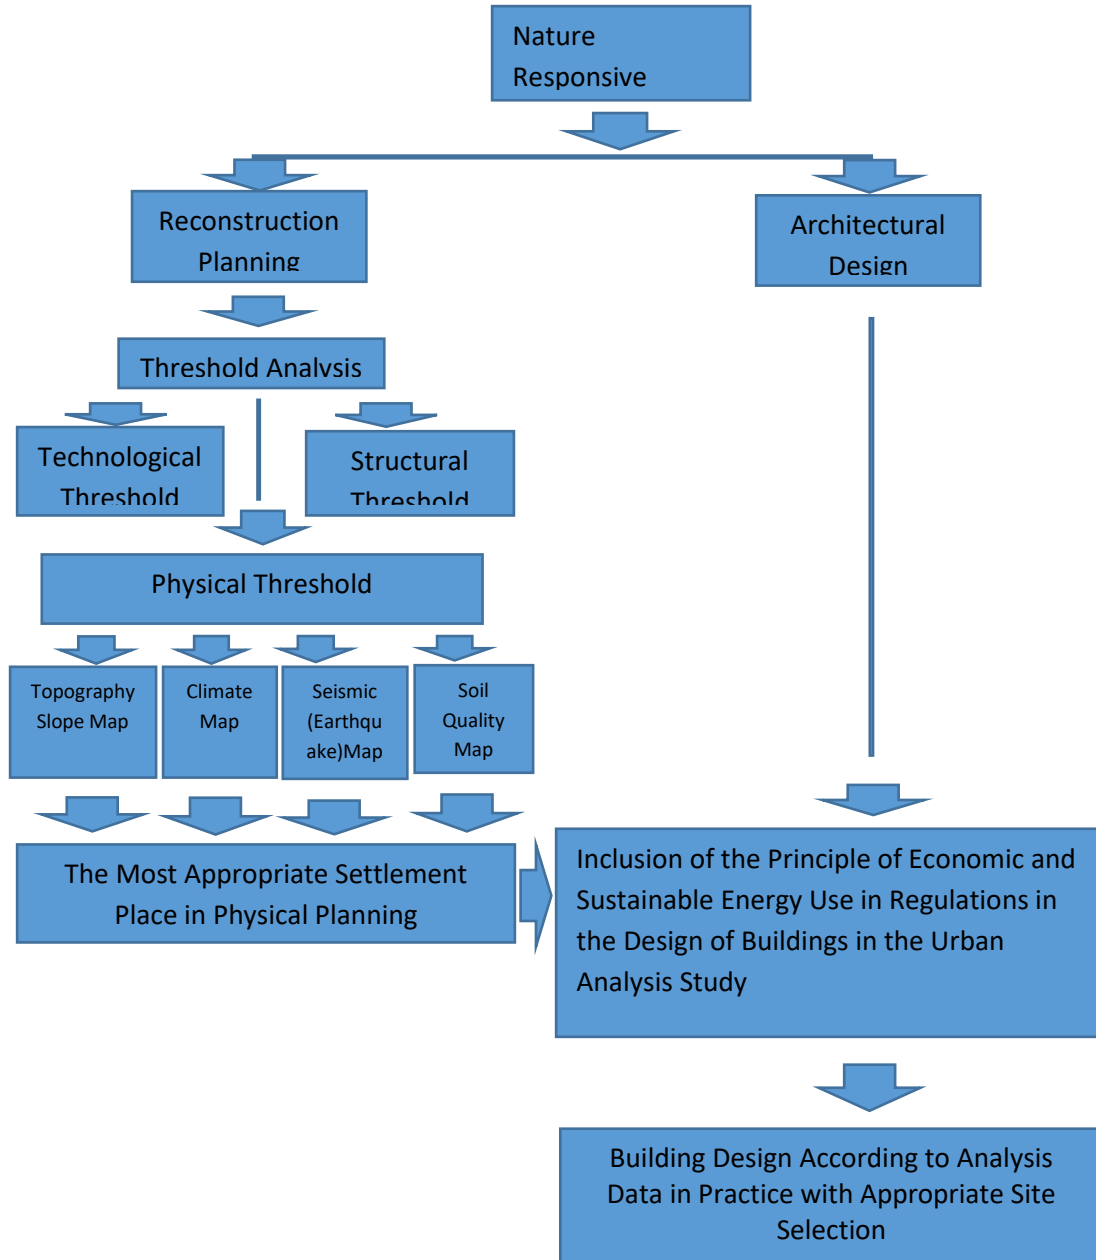 Nature
Responsive
Reconstruction
Planning
Architectural
Design
Threshold Analysis
Technological
Threshold
Structural
Threshold
Physical Threshold
Topography
Slope Map
Climate
Map
Seismic
(Earthqu
ake)Map
Soil
Quality
Map
The Most Appropriate Settlement
Place in Physical Planning
Inclusion of the Principle of Economic and
Sustainable Energy Use in Regulations in
the Design of Buildings in the Urban
Analysis Study
Building Design According to Analysis
Data in Practice with Appropriate Site
Selection